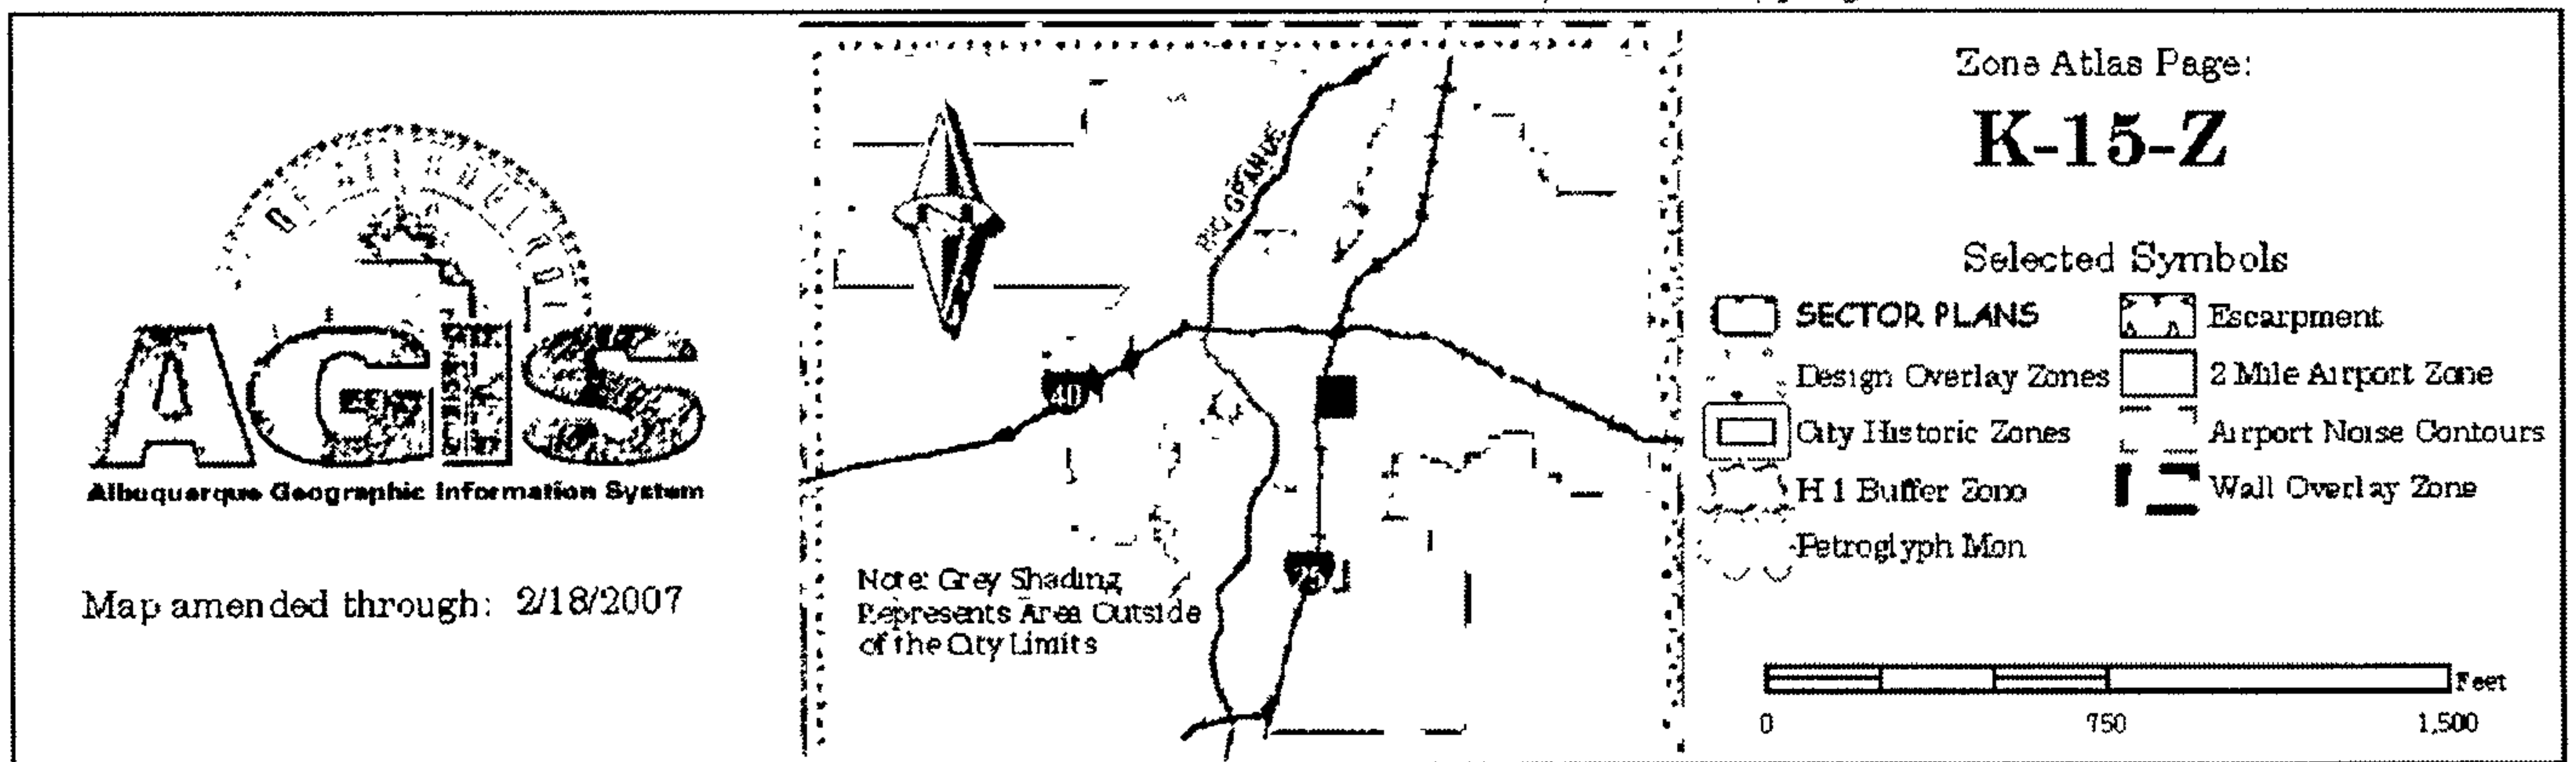 AGIS
Albuquerque Geographic Information System
Map amended through: 2/18/2007
RIO GRANDE
40
25
Note: Grey Shading
Represents Area Outside
of the City Limits
Zone Atlas Page:
K-15-Z
Selected Symbols
SECTOR PLANS
Escarpment
Design Overlay Zones
2 Mile Airport Zone
City Historic Zones
Airport Noise Contours
H 1 Buffer Zone
Wall Overlay Zone
Petroglyph Mon
Feet
0 750 1,500